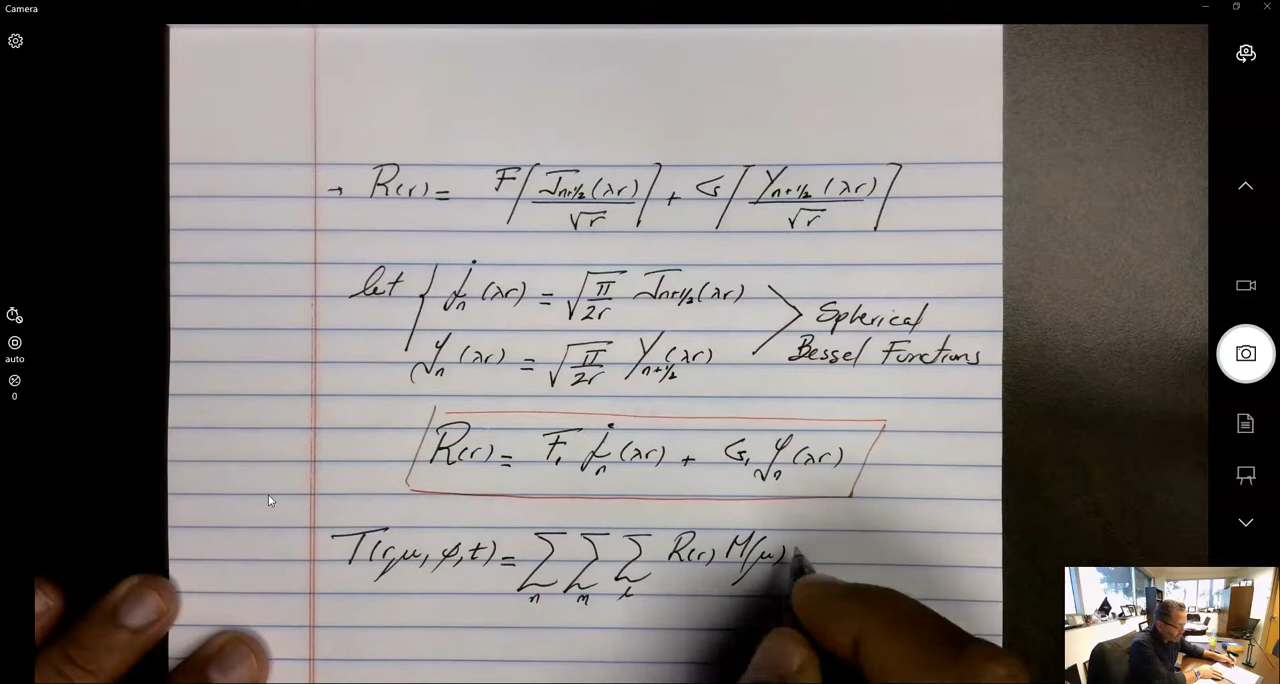 Camera
→ R(r) = F[J_{n+1/2}(λr)/√r] + G[Y_{n+1/2}(λr)/√r]
let { j_n(λr) = √(π/2r) J_{n+1/2}(λr)
y_n(λr) = √(π/2r) Y_{n+1/2}(λr)
Spherical
Bessel Functions
R(r) = F₁ j_n(λr) + G₁ y_n(λr)
T(r,μ,φ,t) = Σ_n Σ_m Σ_l R(r) M(μ)
auto
0